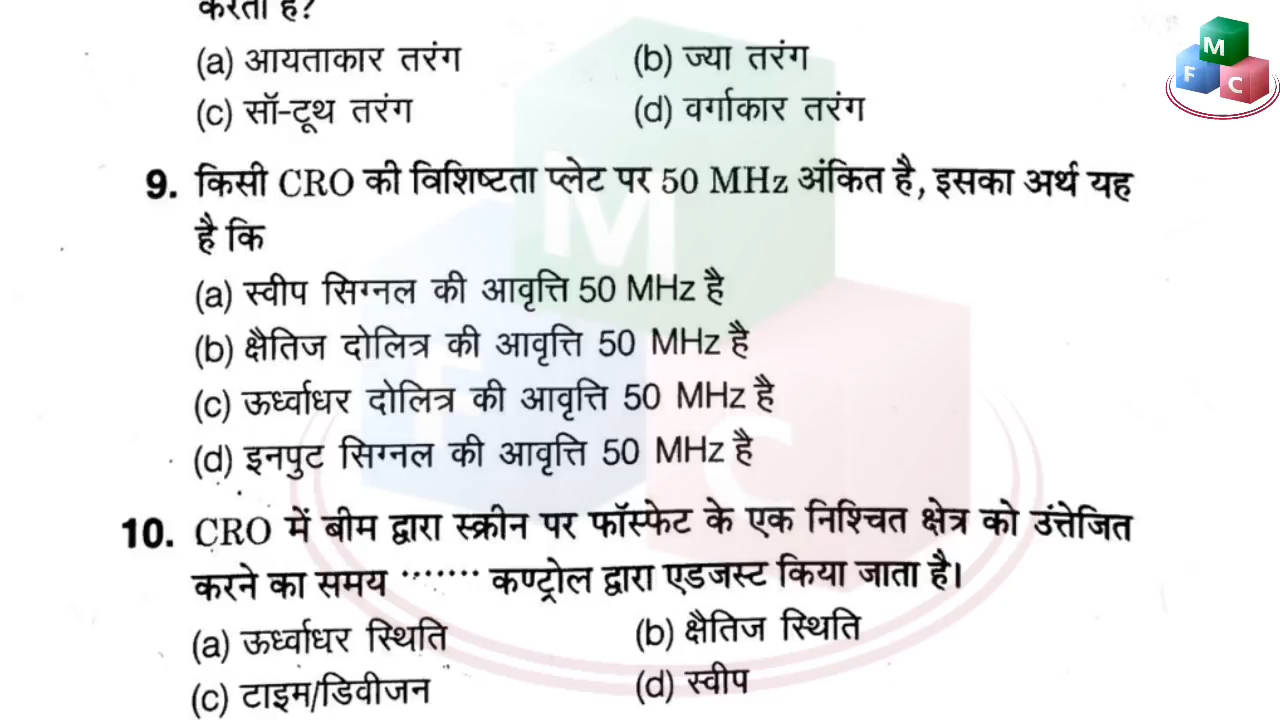 करता है?
(a) आयताकार तरंग (b) ज्या तरंग
(c) सॉ-टूथ तरंग (d) वर्गाकार तरंग
9. किसी CRO की विशिष्टता प्लेट पर 50 MHz अंकित है, इसका अर्थ यह
है कि
(a) स्वीप सिग्नल की आवृत्ति 50 MHz है
(b) क्षैतिज दोलित्र की आवृत्ति 50 MHz है
(c) ऊर्ध्वाधर दोलित्र की आवृत्ति 50 MHz है
(d) इनपुट सिग्नल की आवृत्ति 50 MHz है
10. CRO में बीम द्वारा स्क्रीन पर फॉस्फेट के एक निश्चित क्षेत्र को उत्तेजित
करने का समय ······· कण्ट्रोल द्वारा एडजस्ट किया जाता है।
(a) ऊर्ध्वाधर स्थिति (b) क्षैतिज स्थिति
(c) टाइम/डिवीजन (d) स्वीप
M
F C
M
F C